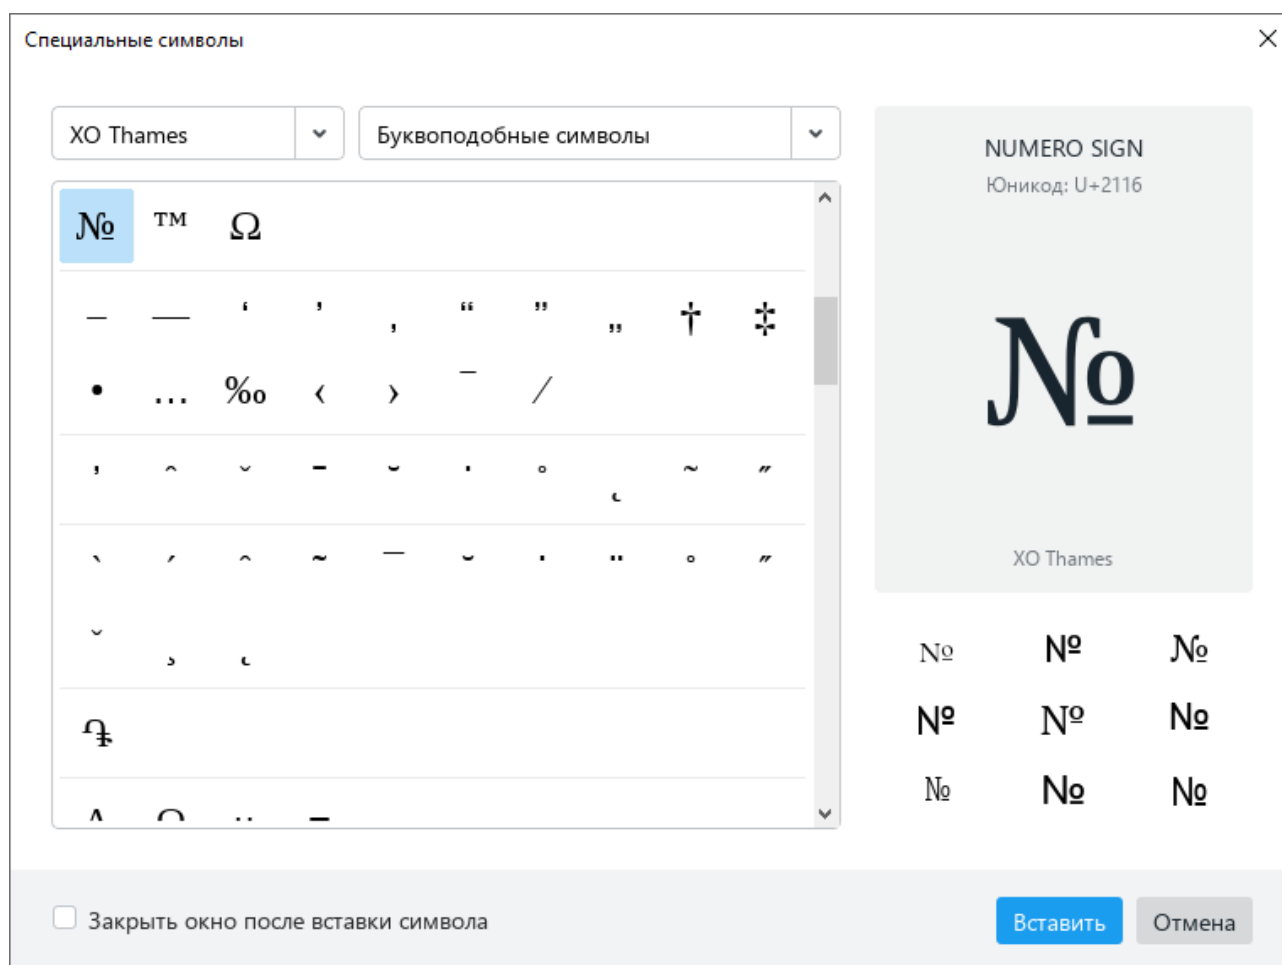 Специальные символы
XO Thames
Буквоподобные символы
№ ™ Ω
– — ‘ ’ ‚ “ ” „ † ‡
• … ‰ ‹ › ‾ ⁄
ʼ ˆ ˇ ˉ ˘ ˙ ˚ ˛ ˜ ˝
NUMERO SIGN
Юникод: U+2116
№
XO Thames
№ № №
№ № №
№ № №
Закрыть окно после вставки символа
Вставить
Отмена